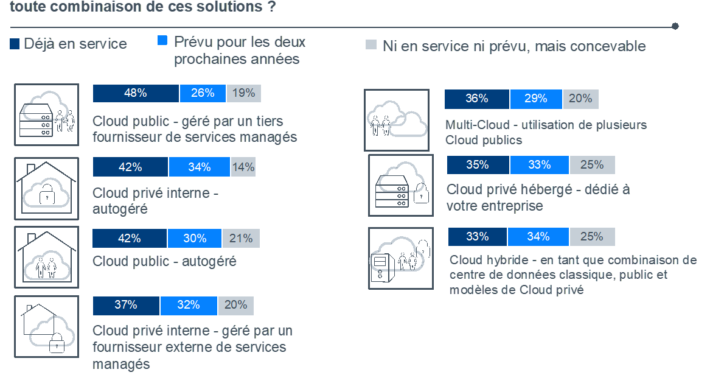 toute combinaison de ces solutions ?
Déjà en service
Prévu pour les deux
prochaines années
Ni en service ni prévu, mais concevable
48% 26% 19%
Cloud public - géré par un tiers
fournisseur de services managés
42% 34% 14%
Cloud privé interne -
autogéré
42% 30% 21%
Cloud public - autogéré
37% 32% 20%
Cloud privé interne - géré par un
fournisseur externe de services
managés
36% 29% 20%
Multi-Cloud - utilisation de plusieurs
Cloud publics
35% 33% 25%
Cloud privé hébergé - dédié à
votre entreprise
33% 34% 25%
Cloud hybride - en tant que combinaison de
centre de données classique, public et
modèles de Cloud privé